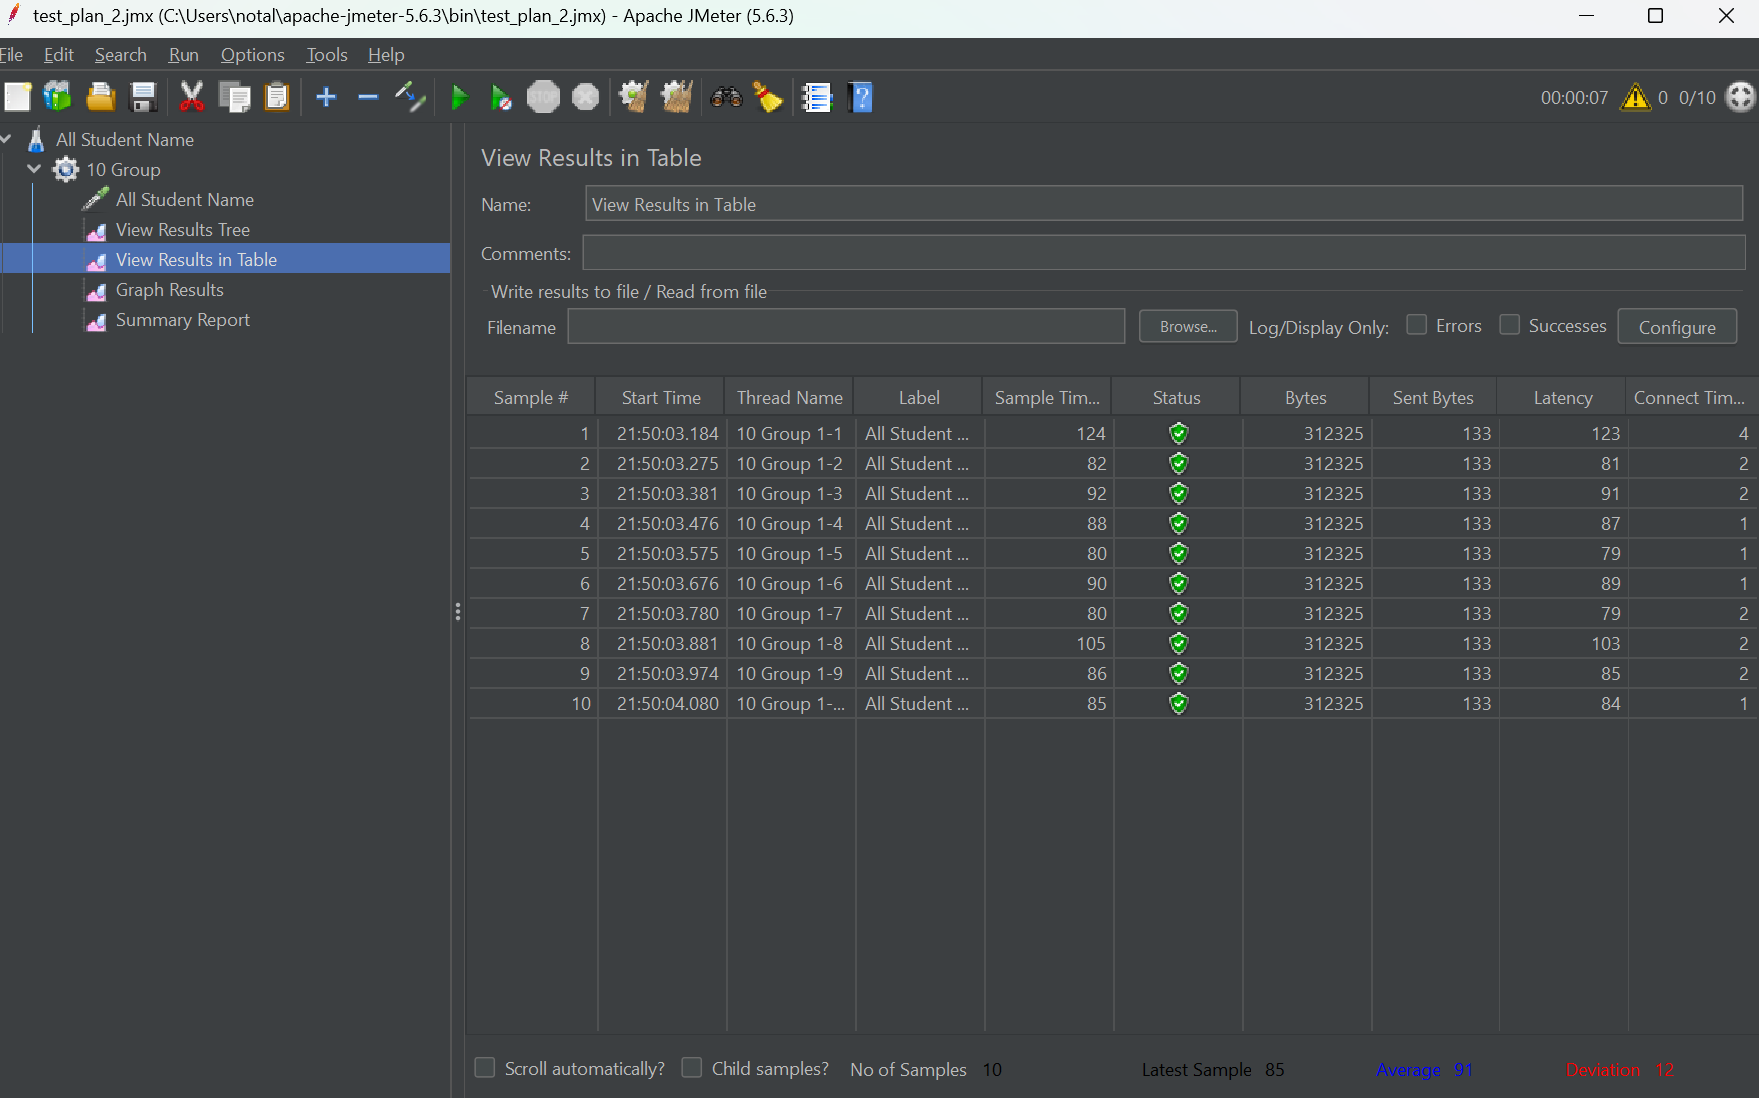 test_plan_2.jmx (C:\Users\notal\apache-jmeter-5.6.3\bin\test_plan_2.jmx) - Apache JMeter (5.6.3)
File Edit Search Run Options Tools Help
STOP ? 00:00:07 0 0/10
All Student Name
10 Group
All Student Name
View Results Tree
View Results in Table
Graph Results
Summary Report
View Results in Table
Name: View Results in Table
Comments:
Write results to file / Read from file
Filename Browse... Log/Display Only: Errors Successes Configure
Sample # Start Time Thread Name Label Sample Tim... Status Bytes Sent Bytes Latency Connect Tim...
1 21:50:03.184 10 Group 1-1 All Student ... 124 312325 133 123 4
2 21:50:03.275 10 Group 1-2 All Student ... 82 312325 133 81 2
3 21:50:03.381 10 Group 1-3 All Student ... 92 312325 133 91 2
4 21:50:03.476 10 Group 1-4 All Student ... 88 312325 133 87 1
5 21:50:03.575 10 Group 1-5 All Student ... 80 312325 133 79 1
6 21:50:03.676 10 Group 1-6 All Student ... 90 312325 133 89 1
7 21:50:03.780 10 Group 1-7 All Student ... 80 312325 133 79 2
8 21:50:03.881 10 Group 1-8 All Student ... 105 312325 133 103 2
9 21:50:03.974 10 Group 1-9 All Student ... 86 312325 133 85 2
10 21:50:04.080 10 Group 1-... All Student ... 85 312325 133 84 1
Scroll automatically? Child samples? No of Samples 10 Latest Sample 85 Average 91 Deviation 12